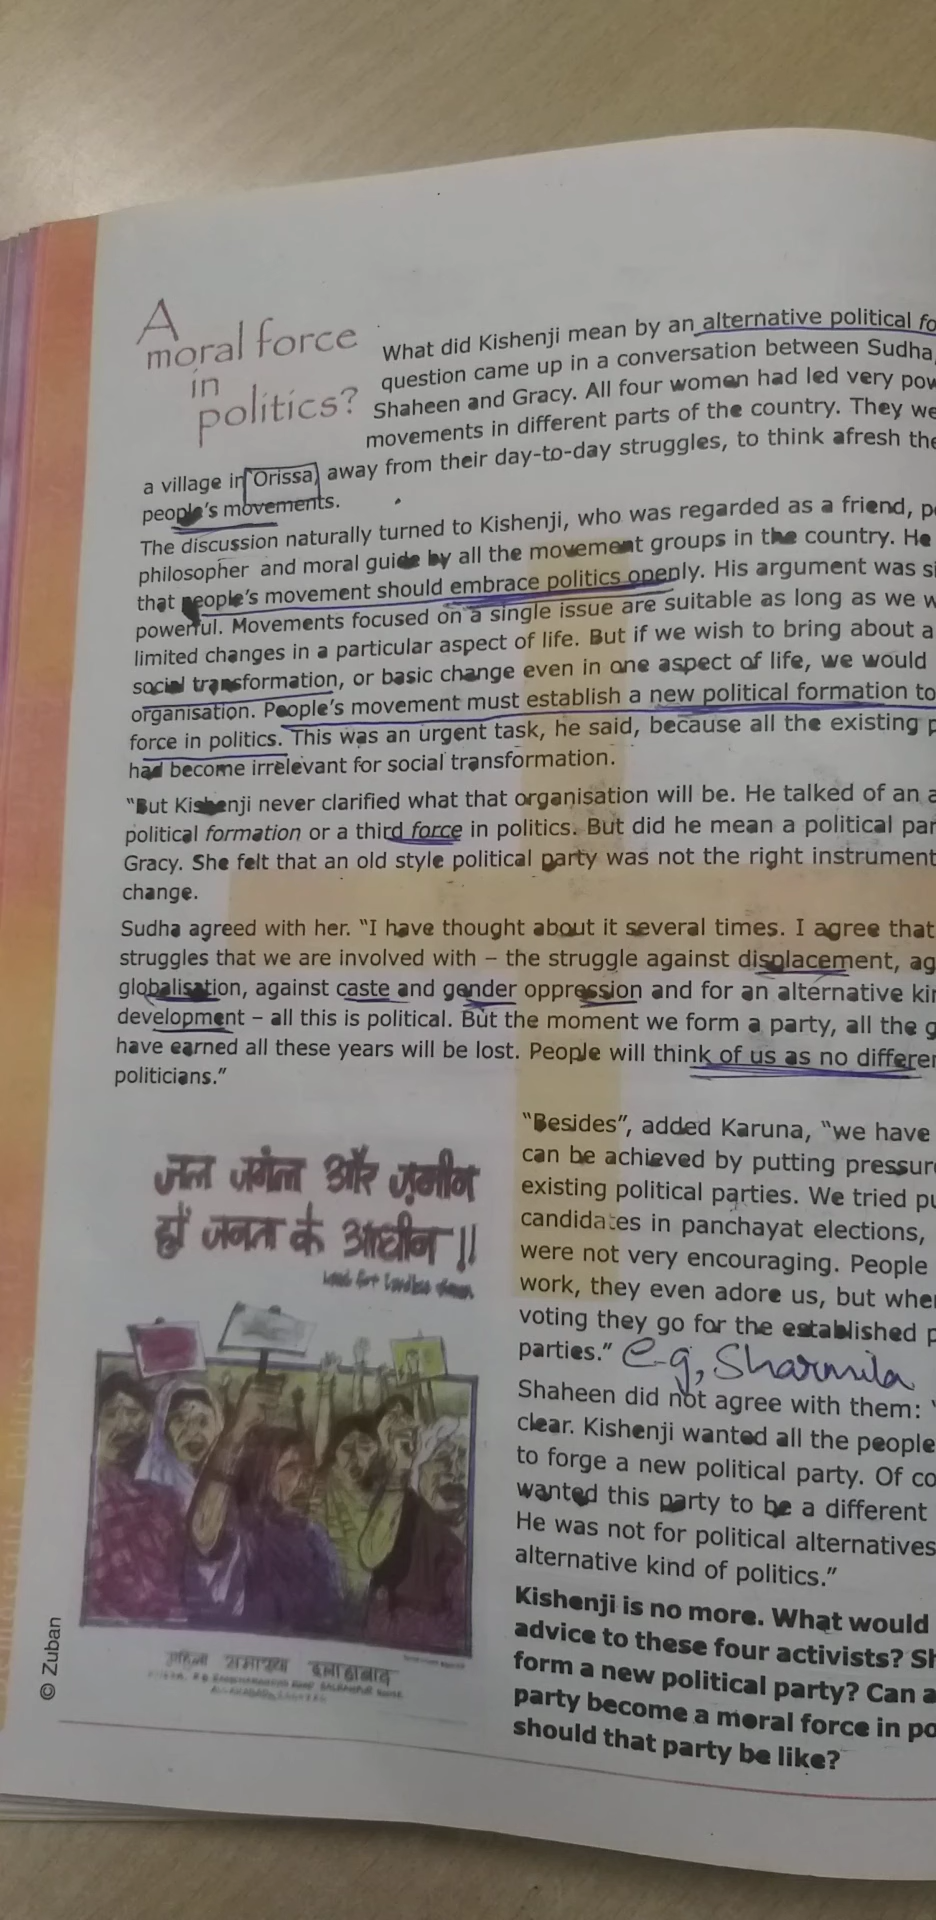 A
moral force
in
politics?
What did Kishenji mean by an alternative political fo
question came up in a conversation between Sudha,
Shaheen and Gracy. All four women had led very pow
movements in different parts of the country. They we
a village in Orissa, away from their day-to-day struggles, to think afresh the
people's movements.
The discussion naturally turned to Kishenji, who was regarded as a friend, p
philosopher and moral guide by all the movement groups in the country. He
that people's movement should embrace politics openly. His argument was si
powerful. Movements focused on a single issue are suitable as long as we w
limited changes in a particular aspect of life. But if we wish to bring about a
social transformation, or basic change even in one aspect of life, we would
organisation. People's movement must establish a new political formation to
force in politics. This was an urgent task, he said, because all the existing p
had become irrelevant for social transformation.
"But Kishenji never clarified what that organisation will be. He talked of an a
political formation or a third force in politics. But did he mean a political par
Gracy. She felt that an old style political party was not the right instrument
change.
Sudha agreed with her. "I have thought about it several times. I agree that
struggles that we are involved with – the struggle against displacement, ag
globalisation, against caste and gender oppression and for an alternative kin
development – all this is political. But the moment we form a party, all the g
have earned all these years will be lost. People will think of us as no differen
politicians."
"Besides", added Karuna, "we have
can be achieved by putting pressure
existing political parties. We tried pu
candidates in panchayat elections,
were not very encouraging. People
work, they even adore us, but when
voting they go for the established p
parties." e.g, Sharmila
Shaheen did not agree with them: "
clear. Kishenji wanted all the people
to forge a new political party. Of co
wanted this party to be a different
He was not for political alternatives
alternative kind of politics."
Kishenji is no more. What would
advice to these four activists? Sh
form a new political party? Can a
party become a moral force in po
should that party be like?
जल जंगल और ज़मीन
हों जनता के आधीन !!
महिला समाख्या इलाहाबाद
© Zuban
Democratic Politics